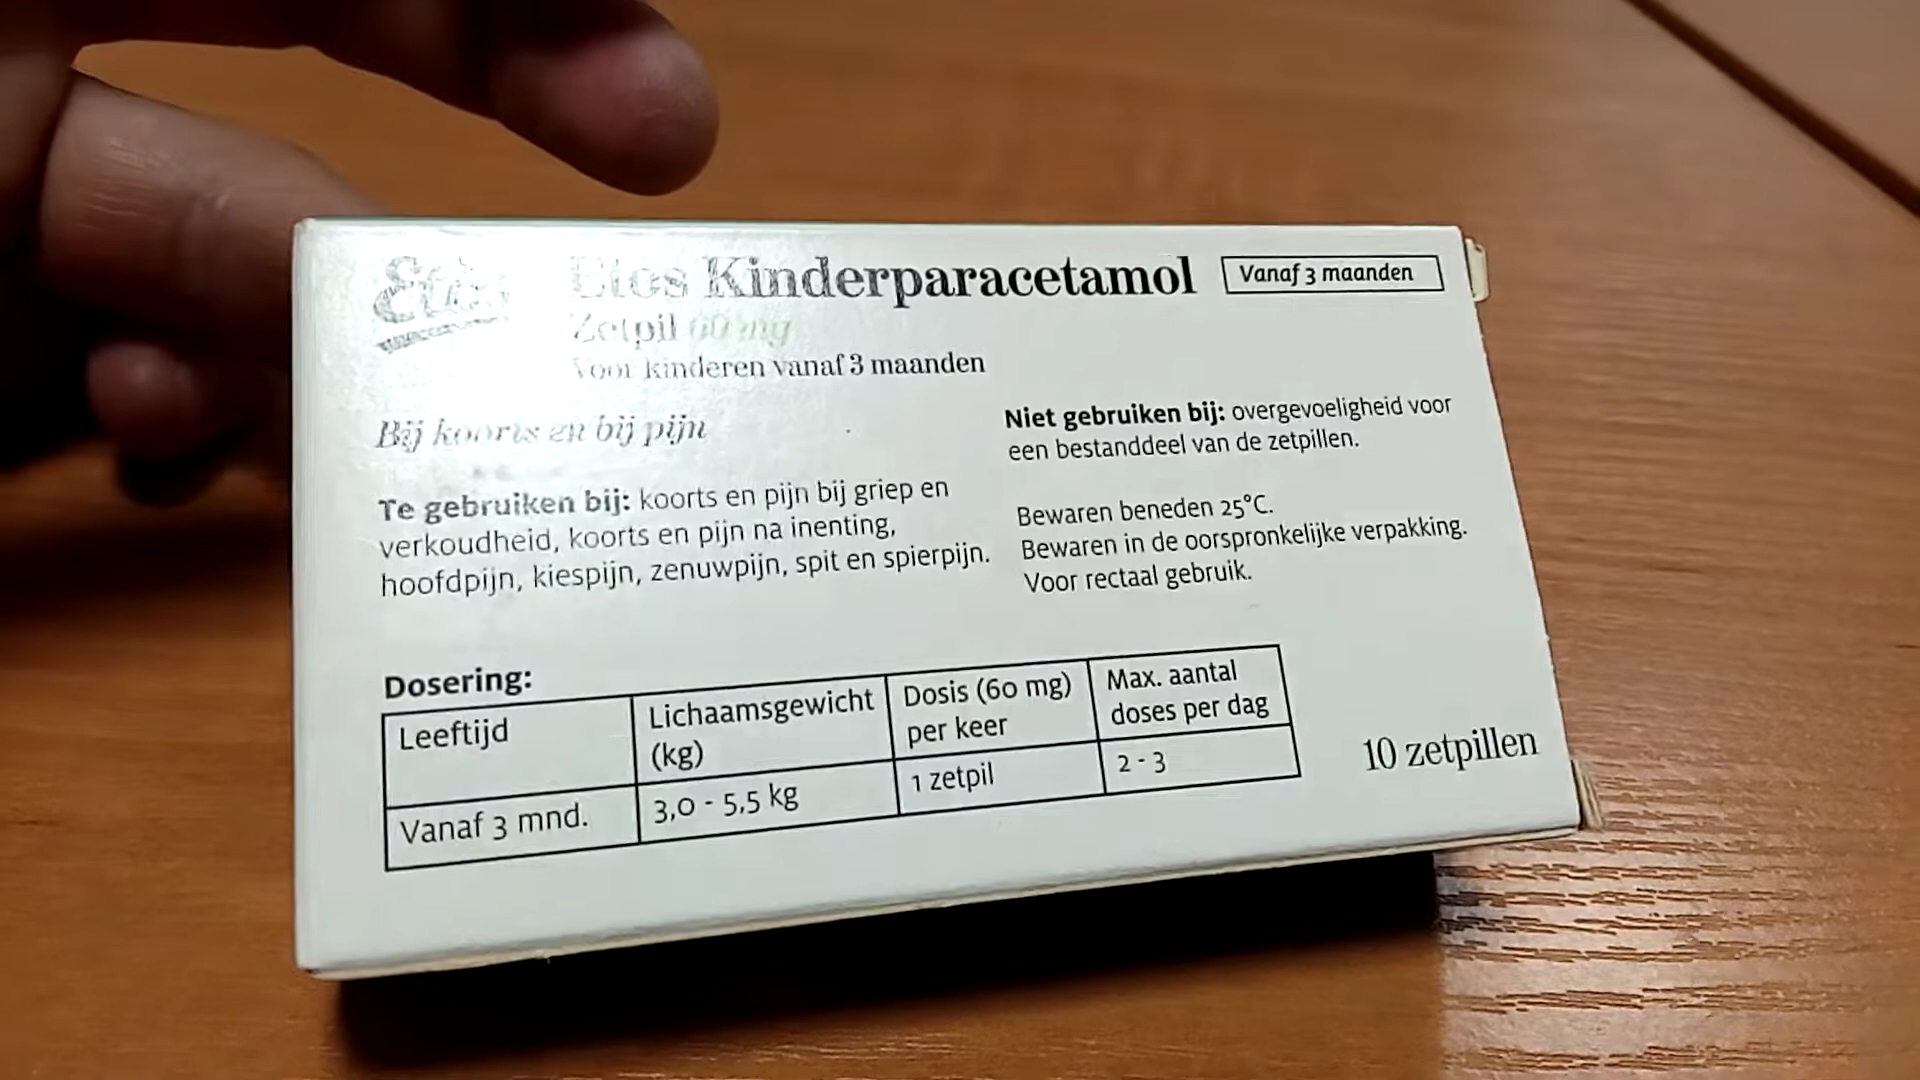 Etos
Etos Kinderparacetamol
Vanaf 3 maanden
Zetpil 60 mg
Voor kinderen vanaf 3 maanden
Bij koorts en bij pijn
Te gebruiken bij: koorts en pijn bij griep en
verkoudheid, koorts en pijn na inenting,
hoofdpijn, kiespijn, zenuwpijn, spit en spierpijn.
Niet gebruiken bij: overgevoeligheid voor
een bestanddeel van de zetpillen.
Bewaren beneden 25°C.
Bewaren in de oorspronkelijke verpakking.
Voor rectaal gebruik.
Dosering:
Leeftijd
Lichaamsgewicht
(kg)
Dosis (60 mg)
per keer
Max. aantal
doses per dag
Vanaf 3 mnd.
3,0 - 5,5 kg
1 zetpil
2 - 3
10 zetpillen